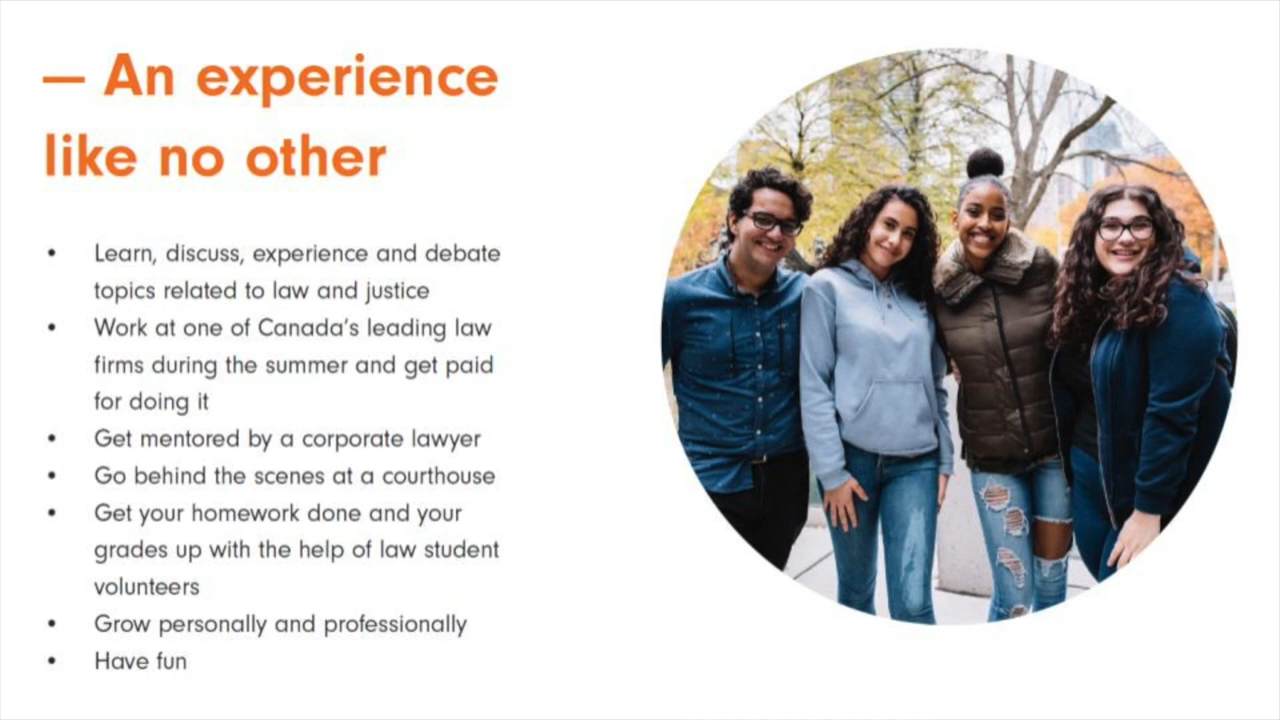 — An experience
like no other
• Learn, discuss, experience and debate
topics related to law and justice
• Work at one of Canada's leading law
firms during the summer and get paid
for doing it
• Get mentored by a corporate lawyer
• Go behind the scenes at a courthouse
• Get your homework done and your
grades up with the help of law student
volunteers
• Grow personally and professionally
• Have fun